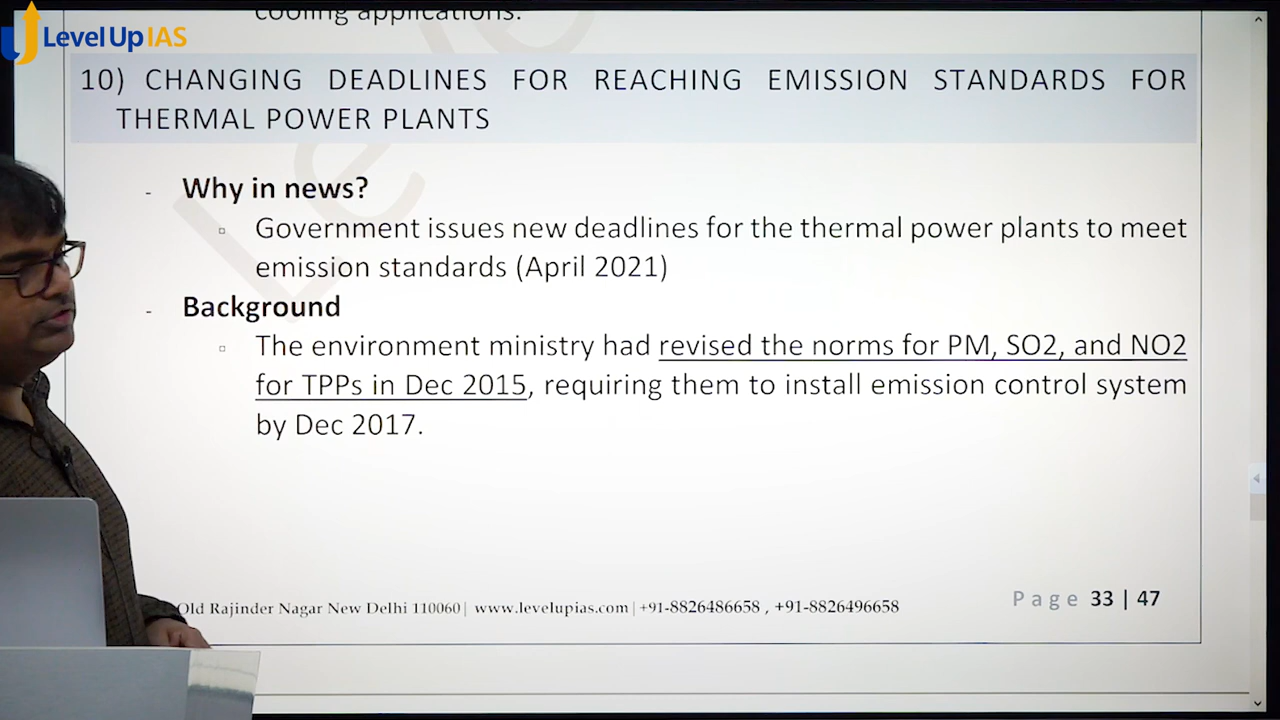 LevelUp IAS
cooling applications.
10) CHANGING DEADLINES FOR REACHING EMISSION STANDARDS FOR
THERMAL POWER PLANTS
- Why in news?
Government issues new deadlines for the thermal power plants to meet
emission standards (April 2021)
- Background
The environment ministry had revised the norms for PM, SO2, and NO2
for TPPs in Dec 2015, requiring them to install emission control system
by Dec 2017.
Old Rajinder Nagar New Delhi 110060| www.levelupias.com | +91-8826486658 , +91-8826496658
Page 33 | 47